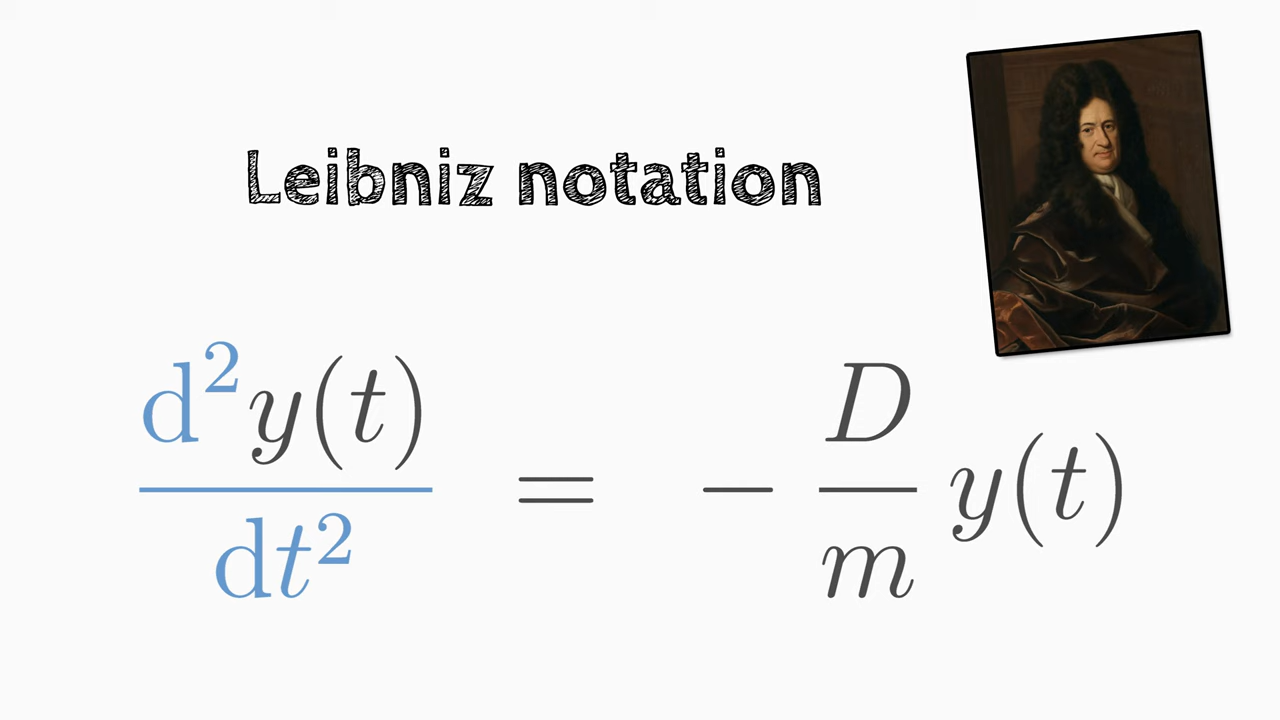 Leibniz notation
d²y(t)/dt² = − D/m y(t)